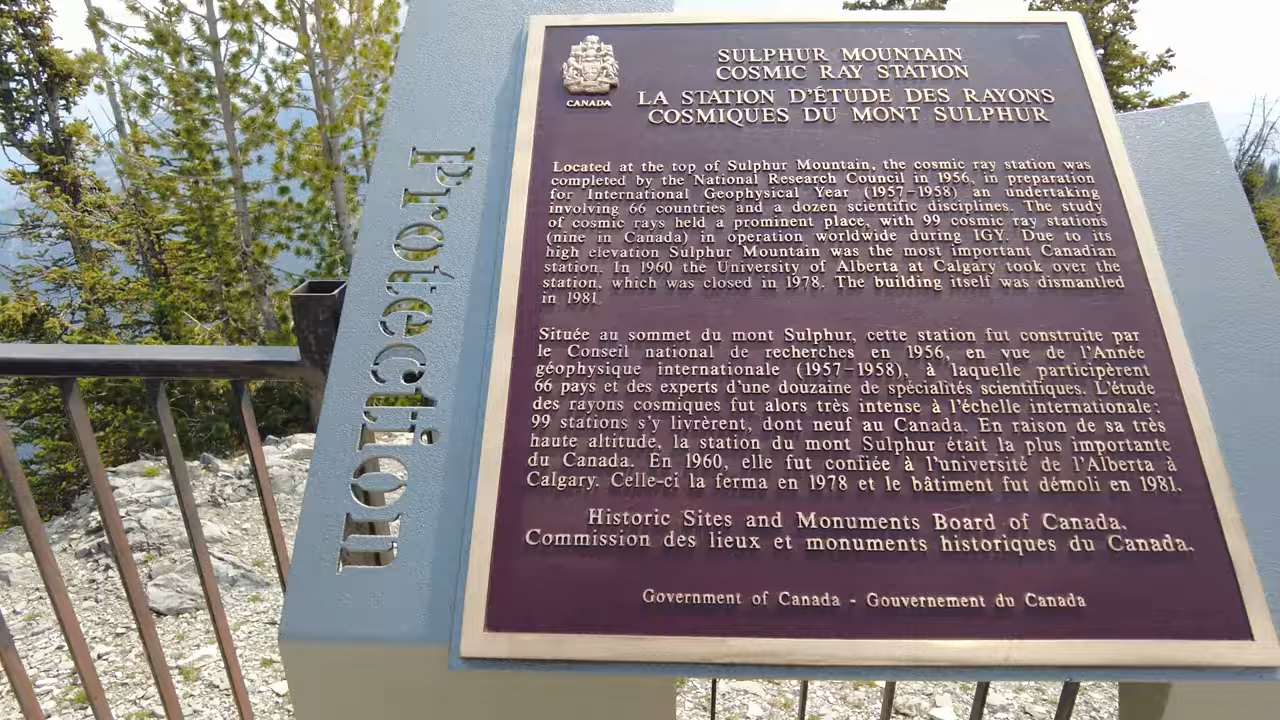 Protection
CANADA
SULPHUR MOUNTAIN
COSMIC RAY STATION
LA STATION D'ÉTUDE DES RAYONS
COSMIQUES DU MONT SULPHUR
Located at the top of Sulphur Mountain, the cosmic ray station was
completed by the National Research Council in 1956, in preparation
for International Geophysical Year (1957-1958) an undertaking
involving 66 countries and a dozen scientific disciplines. The study
of cosmic rays held a prominent place, with 99 cosmic ray stations
(nine in Canada) in operation worldwide during IGY. Due to its
high elevation Sulphur Mountain was the most important Canadian
station. In 1960 the University of Alberta at Calgary took over the
station, which was closed in 1978. The building itself was dismantled
in 1981.
Située au sommet du mont Sulphur, cette station fut construite par
le Conseil national de recherches en 1956, en vue de l'Année
géophysique internationale (1957-1958), à laquelle participèrent
66 pays et des experts d'une douzaine de spécialités scientifiques. L'étude
des rayons cosmiques fut alors très intense à l'échelle internationale:
99 stations s'y livrèrent, dont neuf au Canada. En raison de sa très
haute altitude, la station du mont Sulphur était la plus importante
du Canada. En 1960, elle fut confiée à l'université de l'Alberta à
Calgary. Celle-ci la ferma en 1978 et le bâtiment fut démoli en 1981.
Historic Sites and Monuments Board of Canada.
Commission des lieux et monuments historiques du Canada.
Government of Canada - Gouvernement du Canada